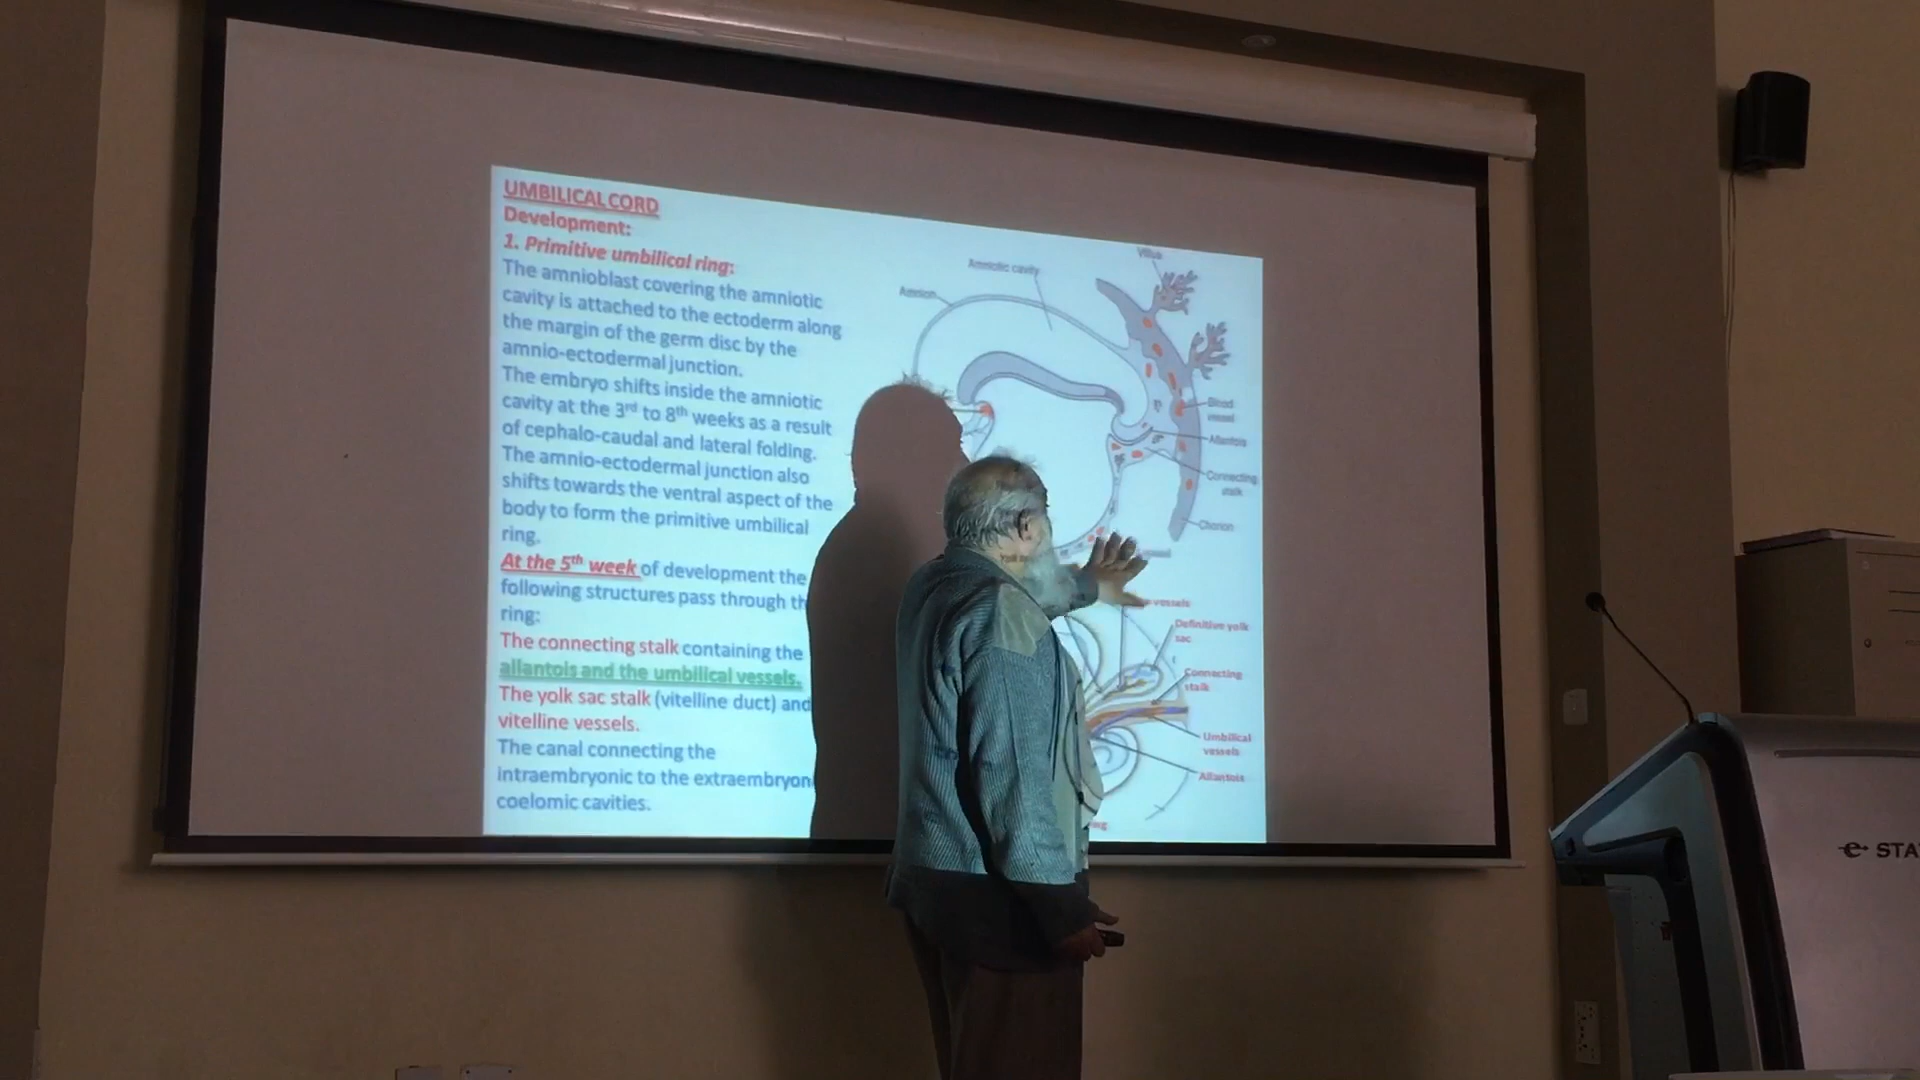 UMBILICAL CORD
Development:
1. Primitive umbilical ring:
The amnioblast covering the amniotic
cavity is attached to the ectoderm along
the margin of the germ disc by the
amnio-ectodermal junction.
The embryo shifts inside the amniotic
cavity at the 3rd to 8th weeks as a result
of cephalo-caudal and lateral folding.
The amnio-ectodermal junction also
shifts towards the ventral aspect of the
body to form the primitive umbilical
ring.
At the 5th week of development the
following structures pass through th
ring:
The connecting stalk containing the
allantois and the umbilical vessels.
The yolk sac stalk (vitelline duct) and
vitelline vessels.
The canal connecting the
intraembryonic to the extraembryon
coelomic cavities.
Villus
Amniotic cavity
Amnion
Blood
vessel
Allantois
Connecting
stalk
Chorion
vessel
vessels
Definitive yolk
sac
Connecting
stalk
Umbilical
vessels
Allantois
e STA